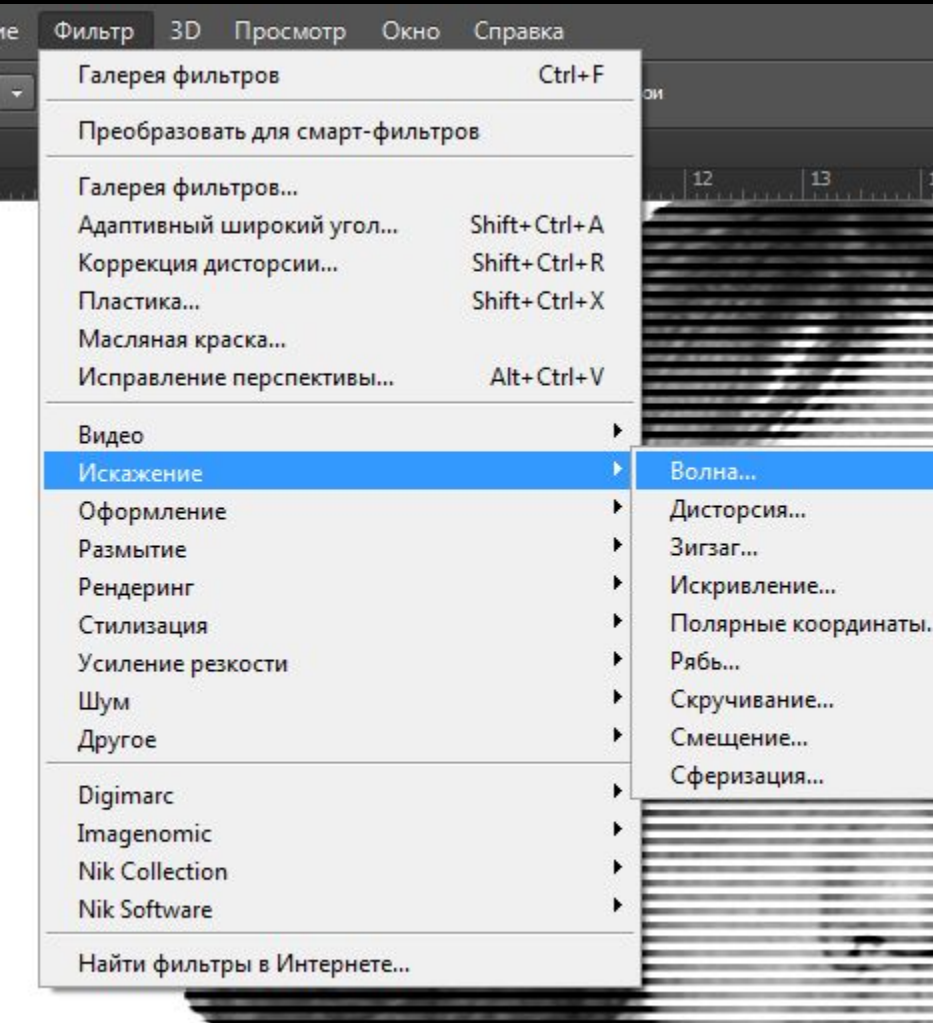 Фильтр 3D Просмотр Окно Справка
Галерея фильтров Ctrl+F
Преобразовать для смарт-фильтров
12 13
Галерея фильтров...
Адаптивный широкий угол... Shift+Ctrl+A
Коррекция дисторсии... Shift+Ctrl+R
Пластика... Shift+Ctrl+X
Масляная краска...
Исправление перспективы... Alt+Ctrl+V
Видео
Искажение
Оформление
Размытие
Рендеринг
Стилизация
Усиление резкости
Шум
Другое
Волна...
Дисторсия...
Зигзаг...
Искривление...
Полярные координаты.
Рябь...
Скручивание...
Смещение...
Сферизация...
Digimarc
Imagenomic
Nik Collection
Nik Software
Найти фильтры в Интернете...